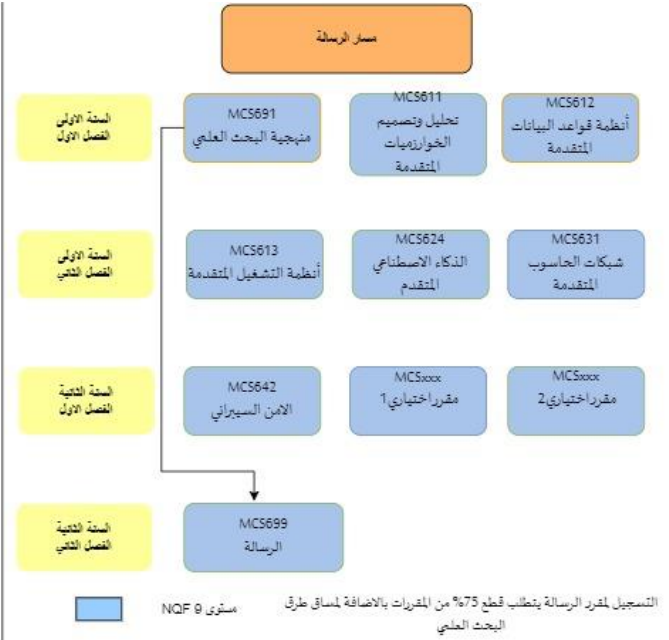 مسار الرسالة
السنة الاولى
الفصل الاول
MCS691
منهجية البحث العلمي
MCS611
تحليل وتصميم
الخوارزميات
المتقدمة
MCS612
أنظمة قواعد البيانات
المتقدمة
السنة الاولى
الفصل الثاني
MCS613
أنظمة التشغيل المتقدمة
MCS624
الذكاء الاصطناعي
المتقدم
MCS631
شبكات الحاسوب
المتقدمة
السنة الثانية
الفصل الاول
MCS642
الامن السيبراني
MCSxxx
مقرراختياري1
MCSxxx
مقرراختياري2
السنة الثانية
الفصل الثاني
MCS699
الرسالة
مستوى 9 NQF
التسجيل لمقرر الرسالة يتطلب قطع 75% من المقررات بالاضافة لمساق طرق
البحث العلمي